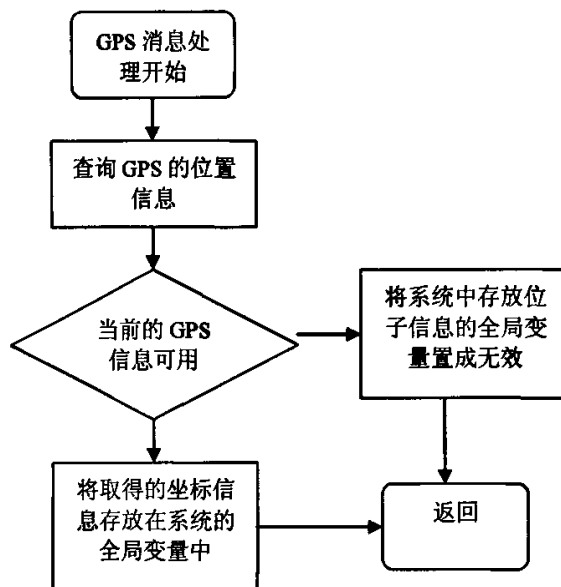 GPS 消息处
理开始
查询 GPS 的位置
信息
当前的 GPS
信息可用
将系统中存放位
子信息的全局变
量置成无效
将取得的坐标信
息存放在系统的
全局变量中
返回